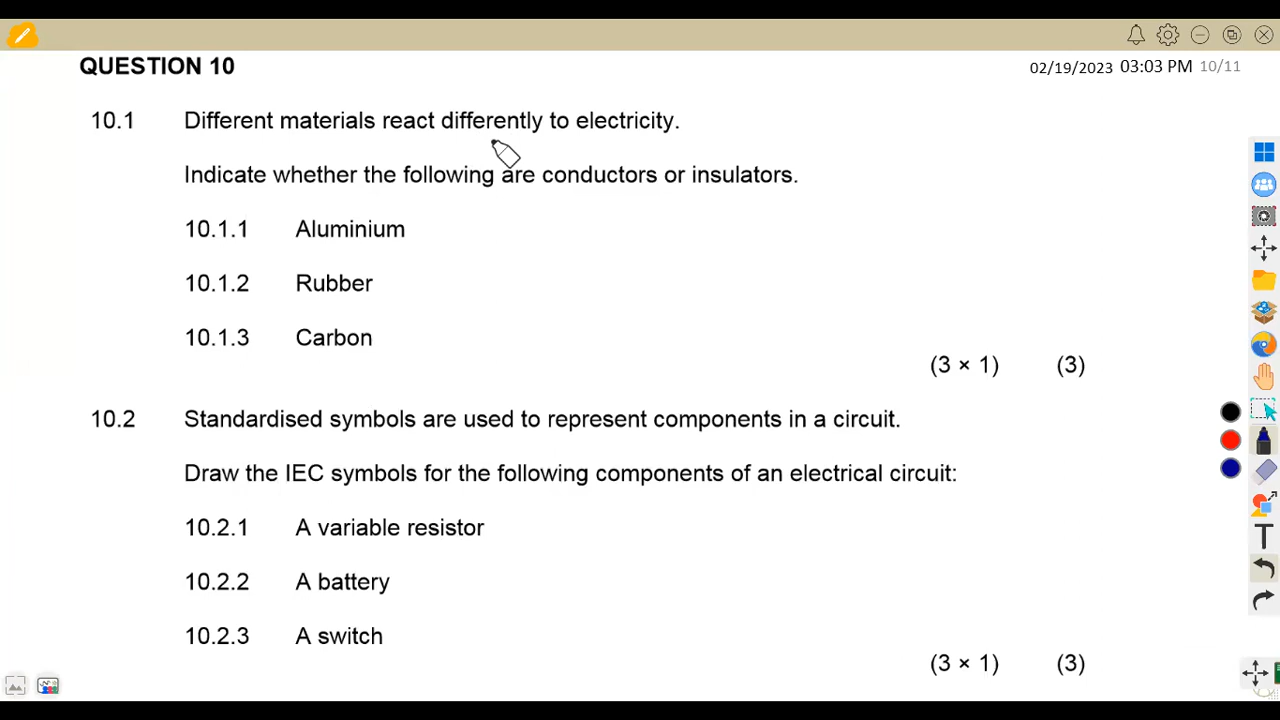 QUESTION 10
02/19/2023 03:03 PM 10/11
10.1 Different materials react differently to electricity.
Indicate whether the following are conductors or insulators.
10.1.1 Aluminium
10.1.2 Rubber
10.1.3 Carbon
(3 × 1) (3)
10.2 Standardised symbols are used to represent components in a circuit.
Draw the IEC symbols for the following components of an electrical circuit:
10.2.1 A variable resistor
10.2.2 A battery
10.2.3 A switch
(3 × 1) (3)
T